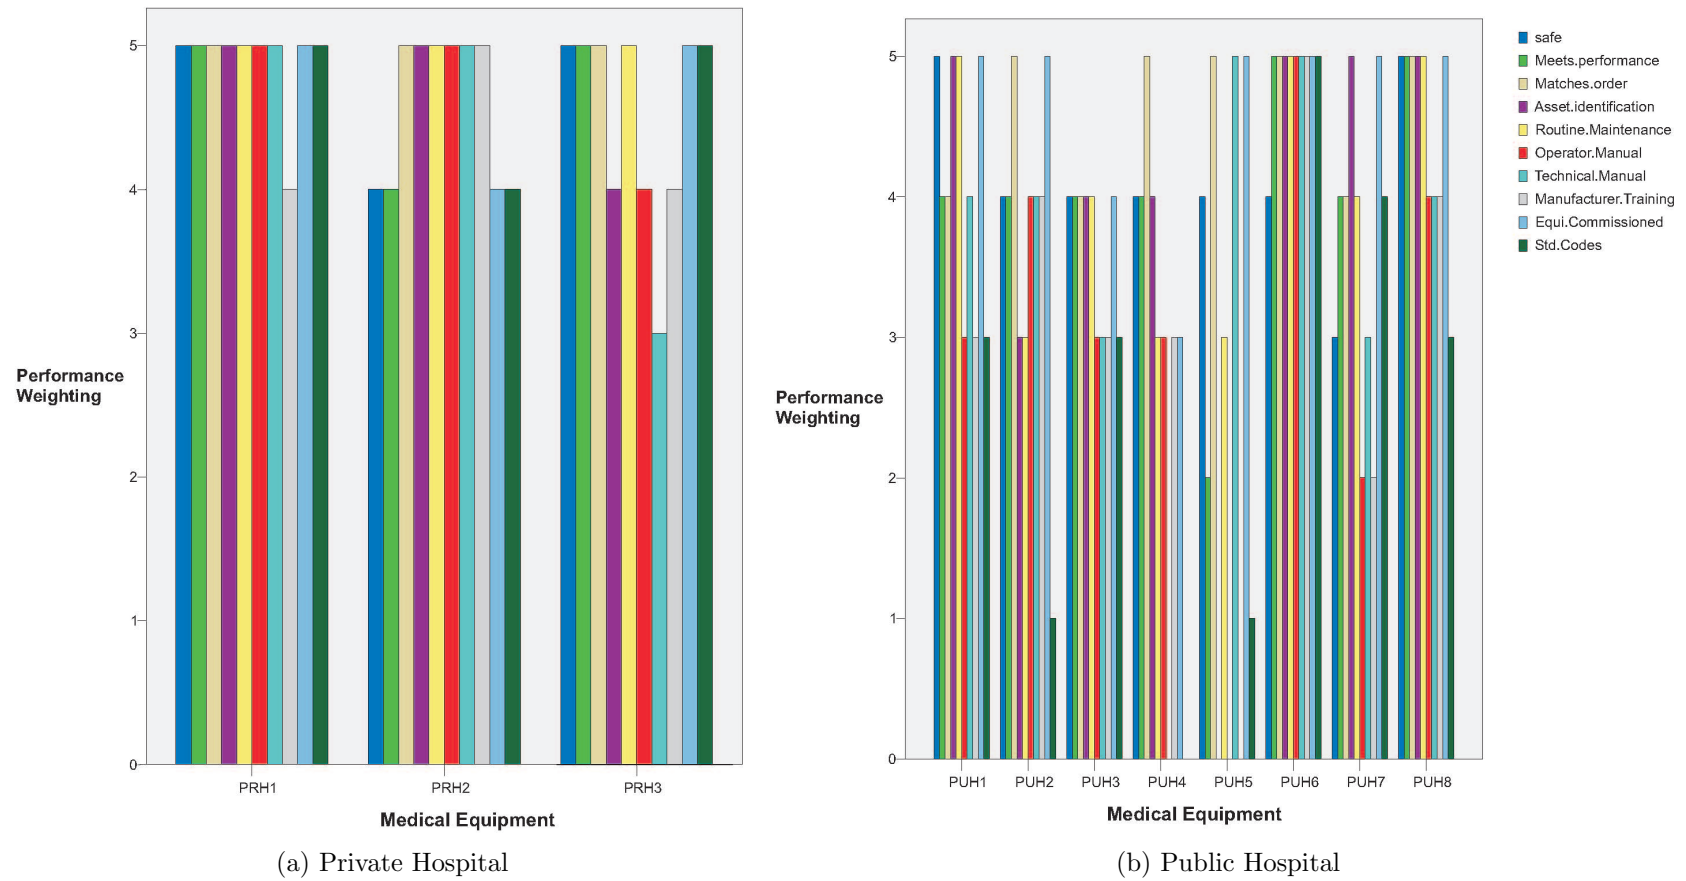 5
4
3
2
1
0
Performance
Weighting
PRH1 PRH2 PRH3
Medical Equipment
(a) Private Hospital
5
4
3
2
1
0
Performance
Weighting
PUH1 PUH2 PUH3 PUH4 PUH5 PUH6 PUH7 PUH8
Medical Equipment
(b) Public Hospital
safe
Meets.performance
Matches.order
Asset.identification
Routine.Maintenance
Operator.Manual
Technical.Manual
Manufacturer.Training
Equi.Commissioned
Std.Codes